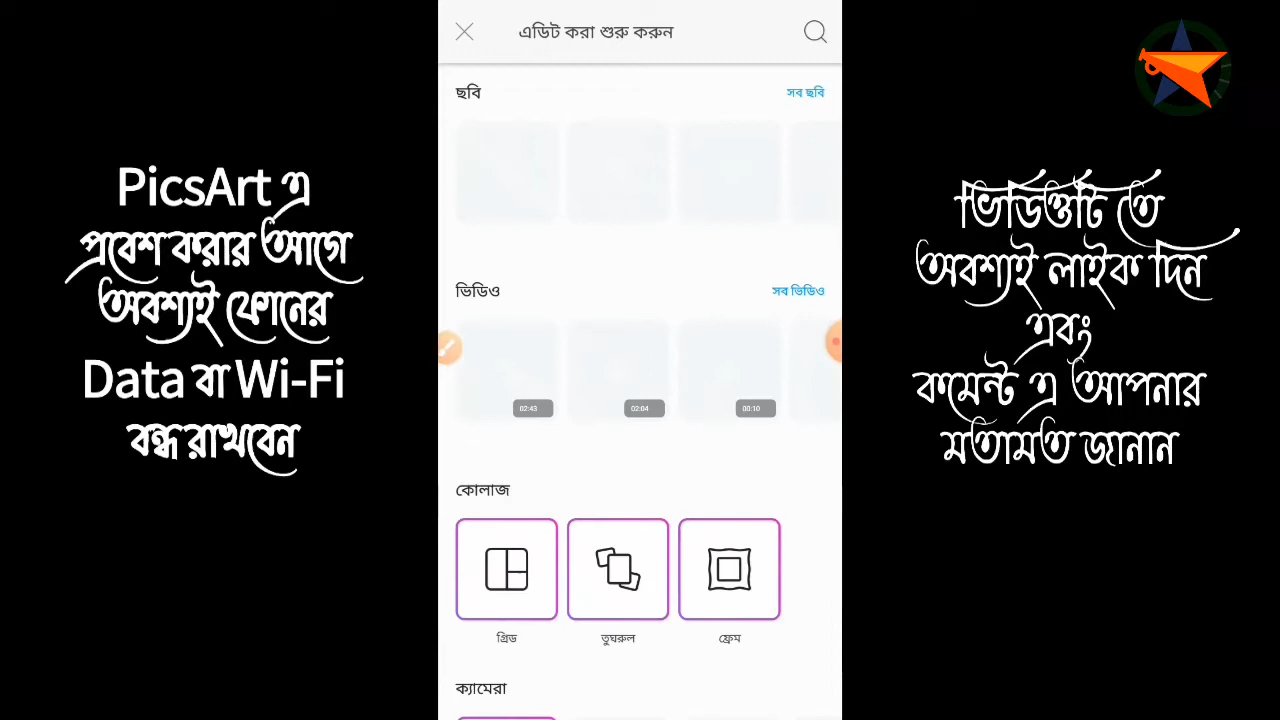 PicsArt এ
প্রবেশ করার আগে
অবশ্যই ফোনের
Data বা Wi-Fi
বন্ধ রাখবেন
এডিট করা শুরু করুন
ছবি
সব ছবি
ভিডিও
সব ভিডিও
02:43
02:04
00:10
কোলাজ
গ্রিড
তুঘরুল
ফ্রেম
ক্যামেরা
ভিডিওটি তে
অবশ্যই লাইক দিন
এবং
কমেন্ট এ আপনার
মতামত জানান